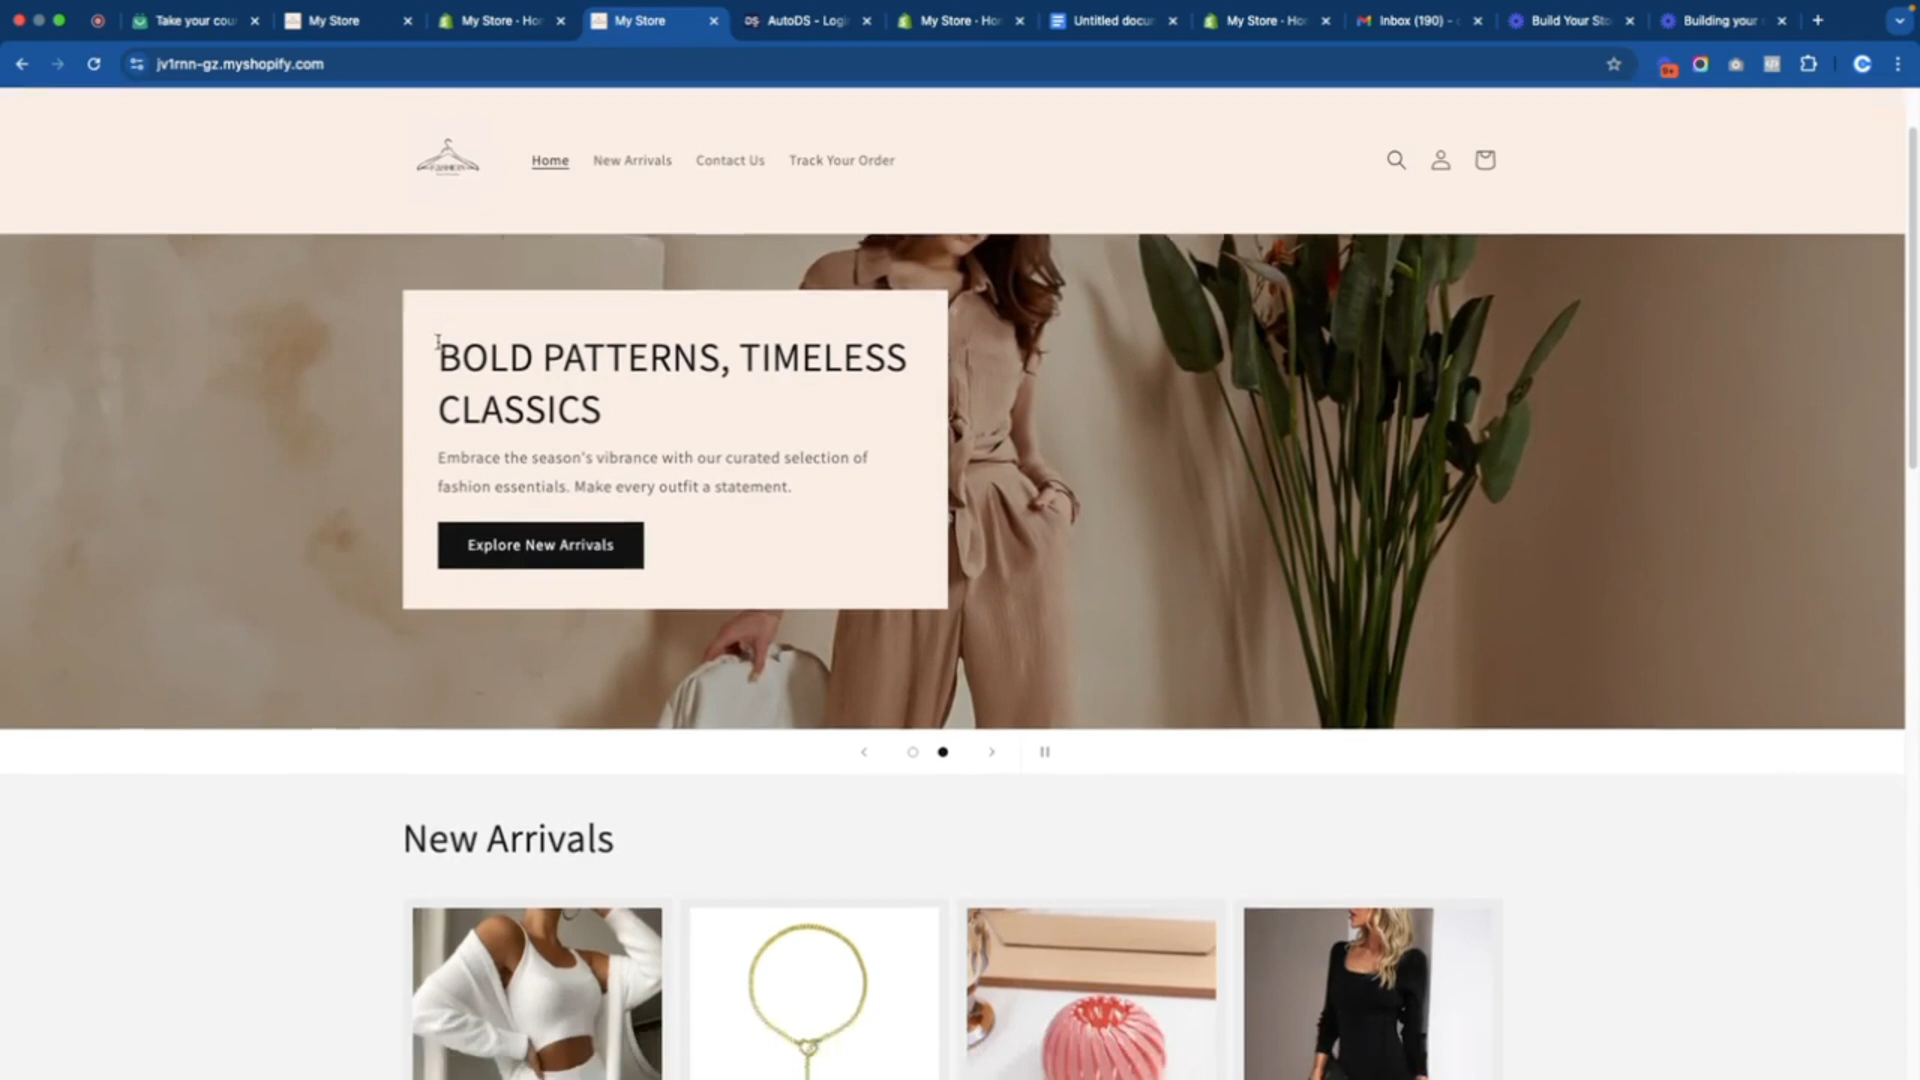 Take your cou
My Store
My Store · Ho
My Store
AutoDS - Logi
My Store · Ho
Untitled docu
My Store · Ho
Inbox (190) -
Build Your Sto
Building your
jv1rnn-gz.myshopify.com
Home New Arrivals Contact Us Track Your Order
BOLD PATTERNS, TIMELESS
CLASSICS
Embrace the season's vibrance with our curated selection of
fashion essentials. Make every outfit a statement.
Explore New Arrivals
New Arrivals